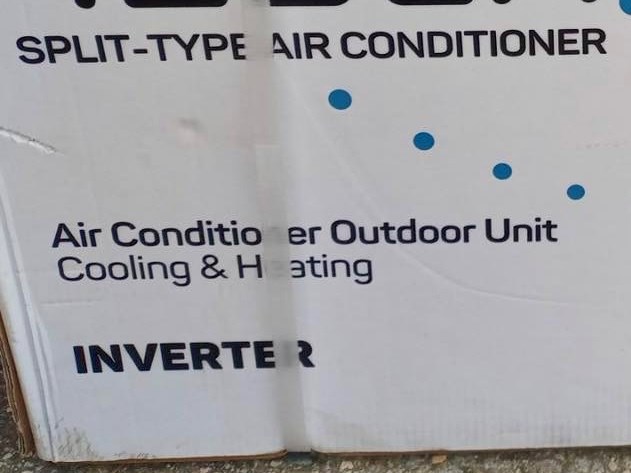 SPLIT-TYPE AIR CONDITIONER
Air Conditioner Outdoor Unit
Cooling & Heating
INVERTER